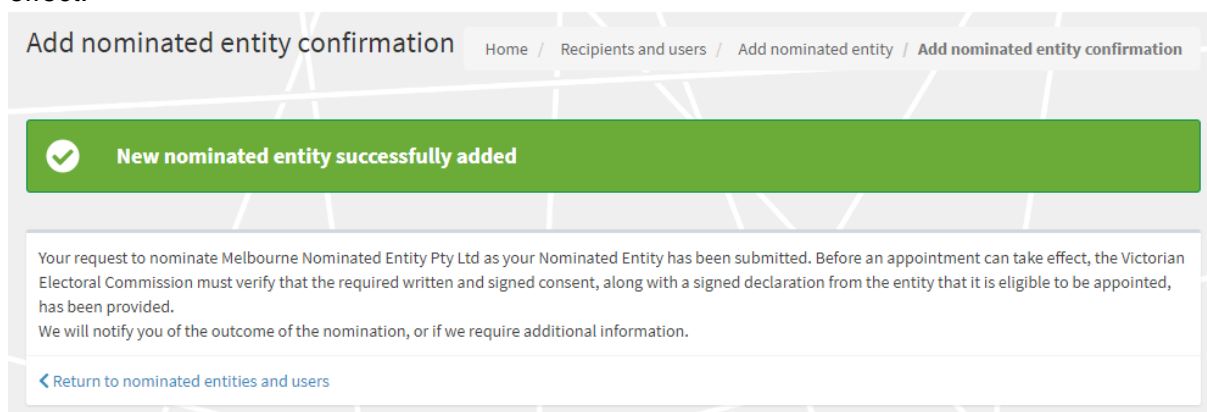 Add nominated entity confirmation
Home / Recipients and users / Add nominated entity / Add nominated entity confirmation
New nominated entity successfully added
Your request to nominate Melbourne Nominated Entity Pty Ltd as your Nominated Entity has been submitted. Before an appointment can take effect, the Victorian
Electoral Commission must verify that the required written and signed consent, along with a signed declaration from the entity that it is eligible to be appointed,
has been provided.
We will notify you of the outcome of the nomination, or if we require additional information.
Return to nominated entities and users